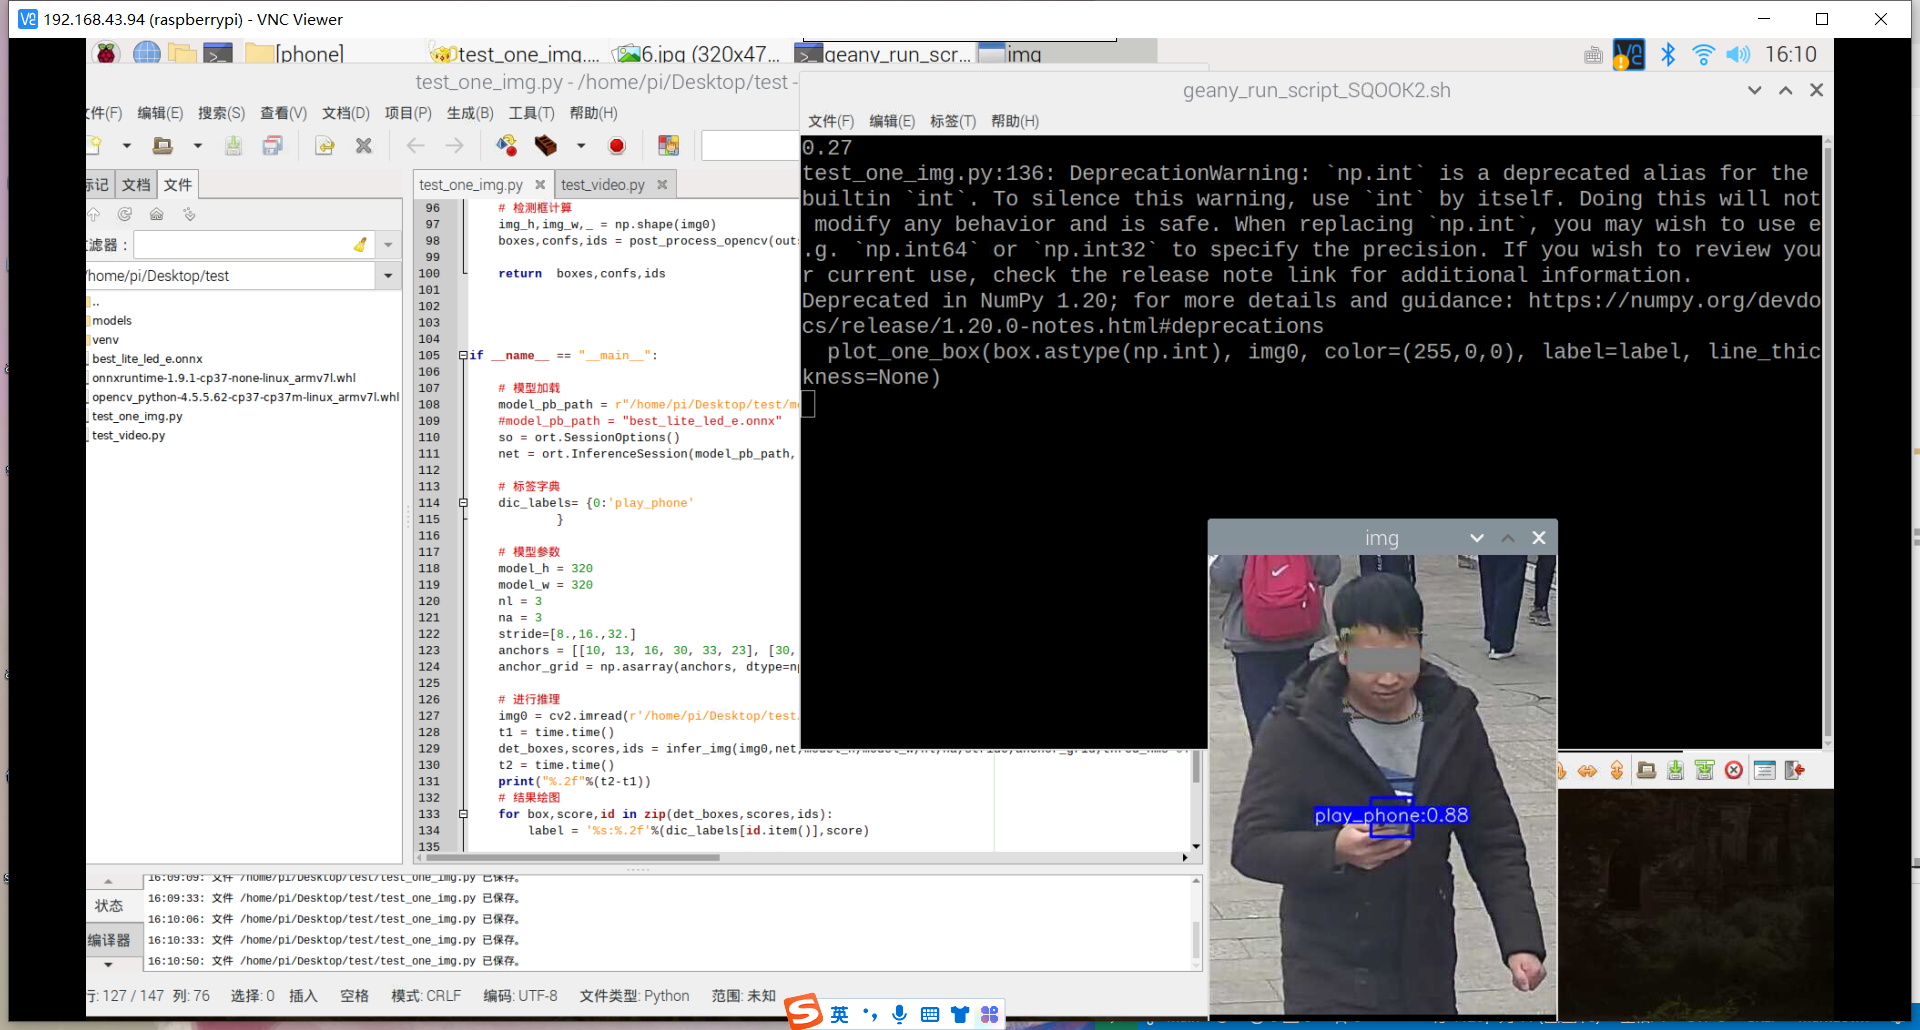 192.168.43.94 (raspberrypi) - VNC Viewer
[phone]
test_one_img....
6.jpg (320x47...
geany_run_scr...
img
16:10
test_one_img.py - /home/pi/Desktop/test -
文件(F) 编辑(E) 搜索(S) 查看(V) 文档(D) 项目(P) 生成(B) 工具(T) 帮助(H)
标记 文档 文件
过滤器：
/home/pi/Desktop/test
..
models
venv
best_lite_led_e.onnx
onnxruntime-1.9.1-cp37-none-linux_armv7l.whl
opencv_python-4.5.5.62-cp37-cp37m-linux_armv7l.whl
test_one_img.py
test_video.py
test_one_img.py test_video.py
96 # 检测框计算
97 img_h,img_w,_ = np.shape(img0)
98 boxes,confs,ids = post_process_opencv(out
99
100 return boxes,confs,ids
101
102
103
104
105 if __name__ == "__main__":
106
107 # 模型加载
108 model_pb_path = r"/home/pi/Desktop/test/m
109 #model_pb_path = "best_lite_led_e.onnx"
110 so = ort.SessionOptions()
111 net = ort.InferenceSession(model_pb_path,
112
113 # 标签字典
114 dic_labels= {0:'play_phone'
115 }
116
117 # 模型参数
118 model_h = 320
119 model_w = 320
120 nl = 3
121 na = 3
122 stride=[8.,16.,32.]
123 anchors = [[10, 13, 16, 30, 33, 23], [30,
124 anchor_grid = np.asarray(anchors, dtype=np
125
126 # 进行推理
127 img0 = cv2.imread(r'/home/pi/Desktop/test
128 t1 = time.time()
129 det_boxes,scores,ids = infer_img(img0,net,model_h,model_w,nl,na,stride,anchor_grid,thred_nms=0.
130 t2 = time.time()
131 print("%.2f"%(t2-t1))
132 # 结果绘图
133 for box,score,id in zip(det_boxes,scores,ids):
134 label = '%s:%.2f'%(dic_labels[id.item()],score)
135
状态
编译器
16:09:09: 文件 /home/pi/Desktop/test/test_one_img.py 已保存。
16:09:33: 文件 /home/pi/Desktop/test/test_one_img.py 已保存。
16:10:06: 文件 /home/pi/Desktop/test/test_one_img.py 已保存。
16:10:33: 文件 /home/pi/Desktop/test/test_one_img.py 已保存。
16:10:50: 文件 /home/pi/Desktop/test/test_one_img.py 已保存。
行: 127 / 147 列: 76 选择: 0 插入 空格 模式: CRLF 编码: UTF-8 文件类型: Python 范围: 未知
geany_run_script_SQOOK2.sh
文件(F) 编辑(E) 标签(T) 帮助(H)
0.27
test_one_img.py:136: DeprecationWarning: `np.int` is a deprecated alias for the
builtin `int`. To silence this warning, use `int` by itself. Doing this will not
modify any behavior and is safe. When replacing `np.int`, you may wish to use e
.g. `np.int64` or `np.int32` to specify the precision. If you wish to review you
r current use, check the release note link for additional information.
Deprecated in NumPy 1.20; for more details and guidance: https://numpy.org/devdo
cs/release/1.20.0-notes.html#deprecations
plot_one_box(box.astype(np.int), img0, color=(255,0,0), label=label, line_thic
kness=None)
img
play_phone:0.88
英